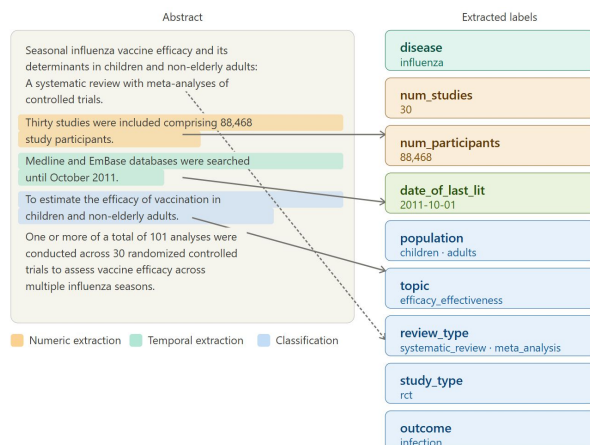 Abstract
Extracted labels
Seasonal influenza vaccine efficacy and its
determinants in children and non-elderly adults:
A systematic review with meta-analyses of
controlled trials.
Thirty studies were included comprising 88,468
study participants.
Medline and EmBase databases were searched
until October 2011.
To estimate the efficacy of vaccination in
children and non-elderly adults.
One or more of a total of 101 analyses were
conducted across 30 randomized controlled
trials to assess vaccine efficacy across
multiple influenza seasons.
Numeric extraction
Temporal extraction
Classification
disease
influenza
num_studies
30
num_participants
88,468
date_of_last_lit
2011-10-01
population
children · adults
topic
efficacy_effectiveness
review_type
systematic_review · meta_analysis
study_type
rct
outcome
infection